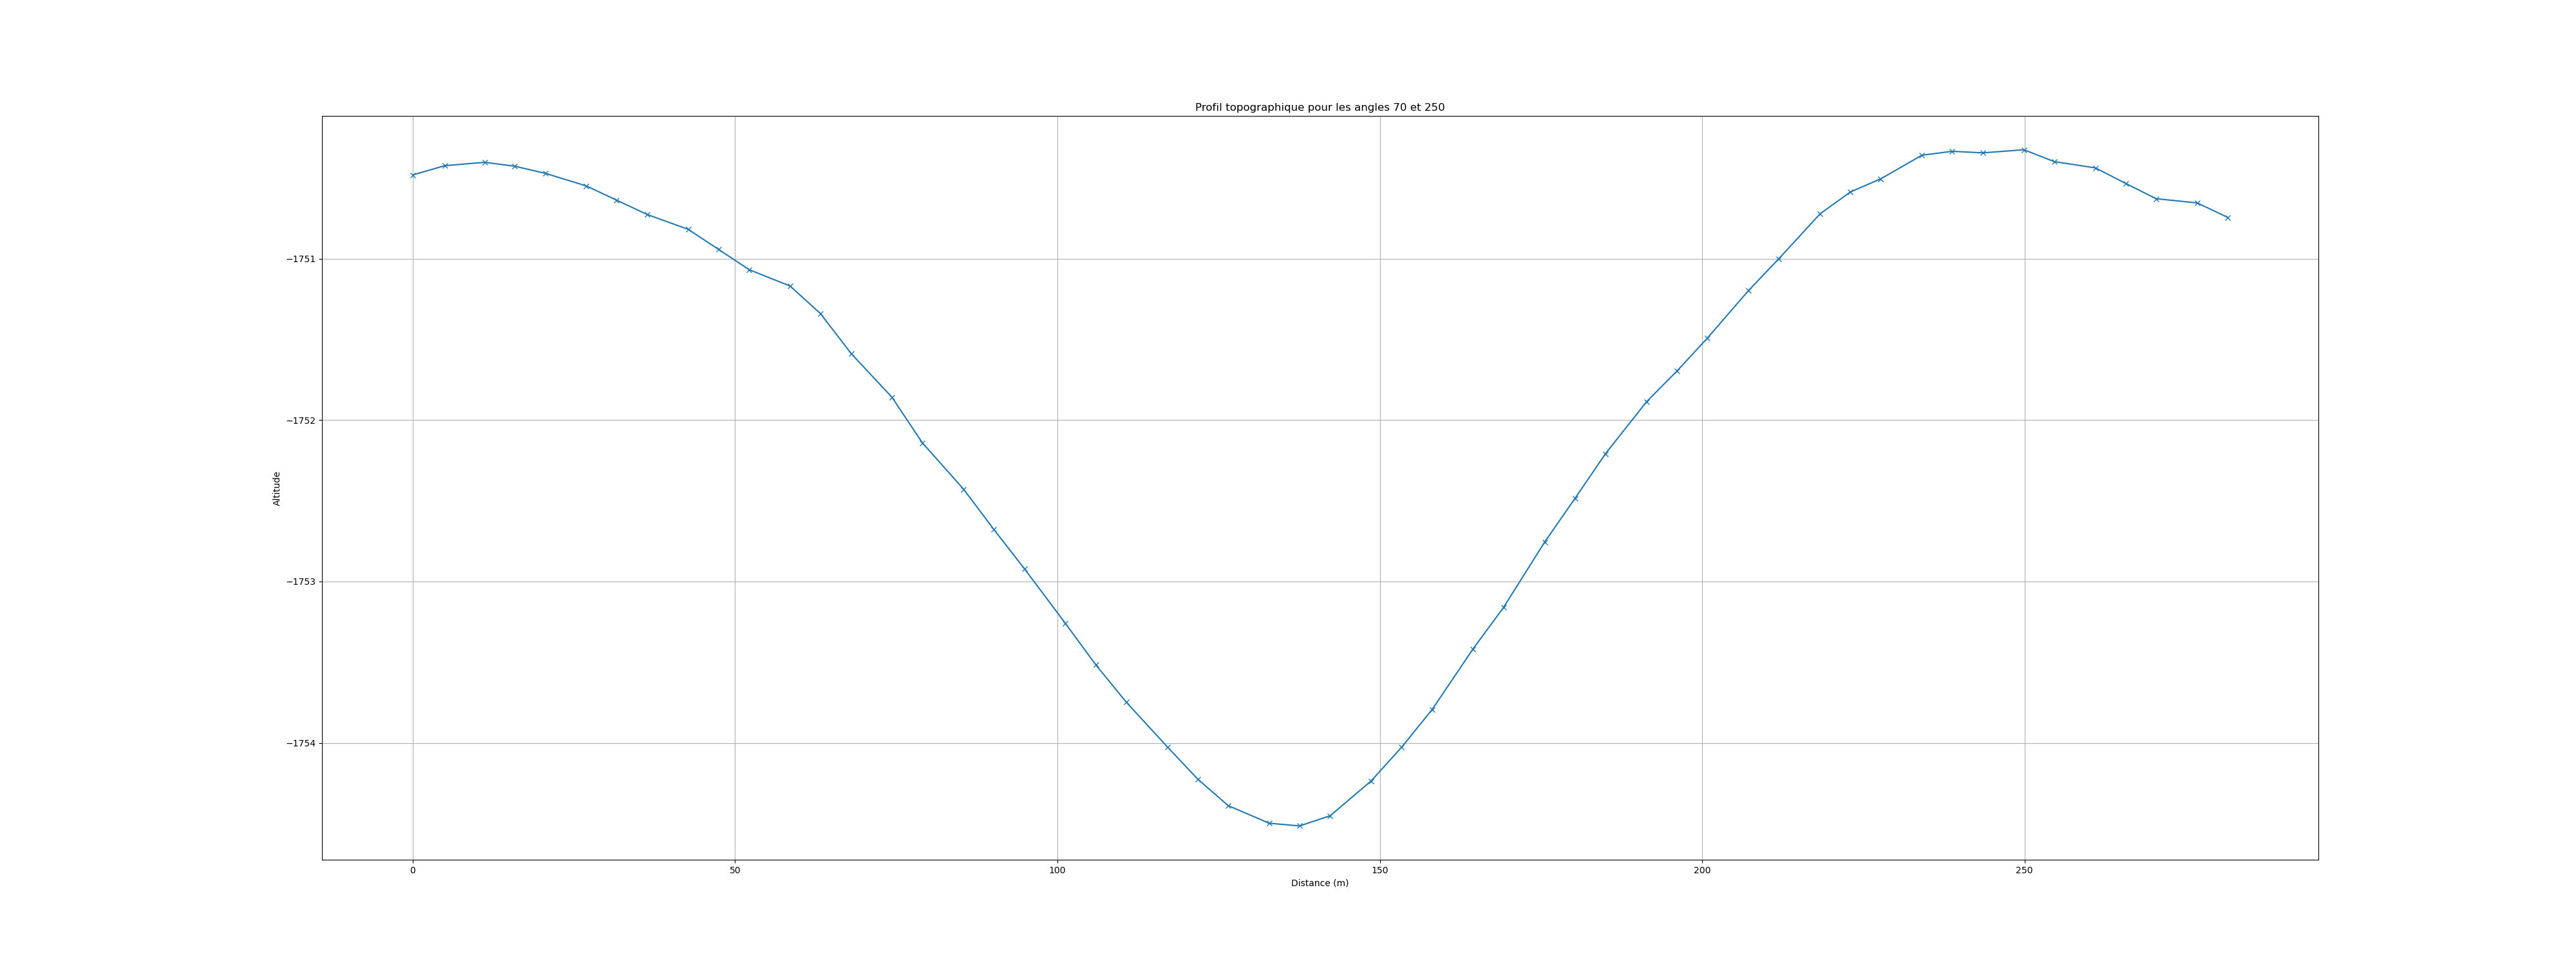 Profil topographique pour les angles 70 et 250
Altitude
−1751
−1752
−1753
−1754
0 50 100 150 200 250
Distance (m)